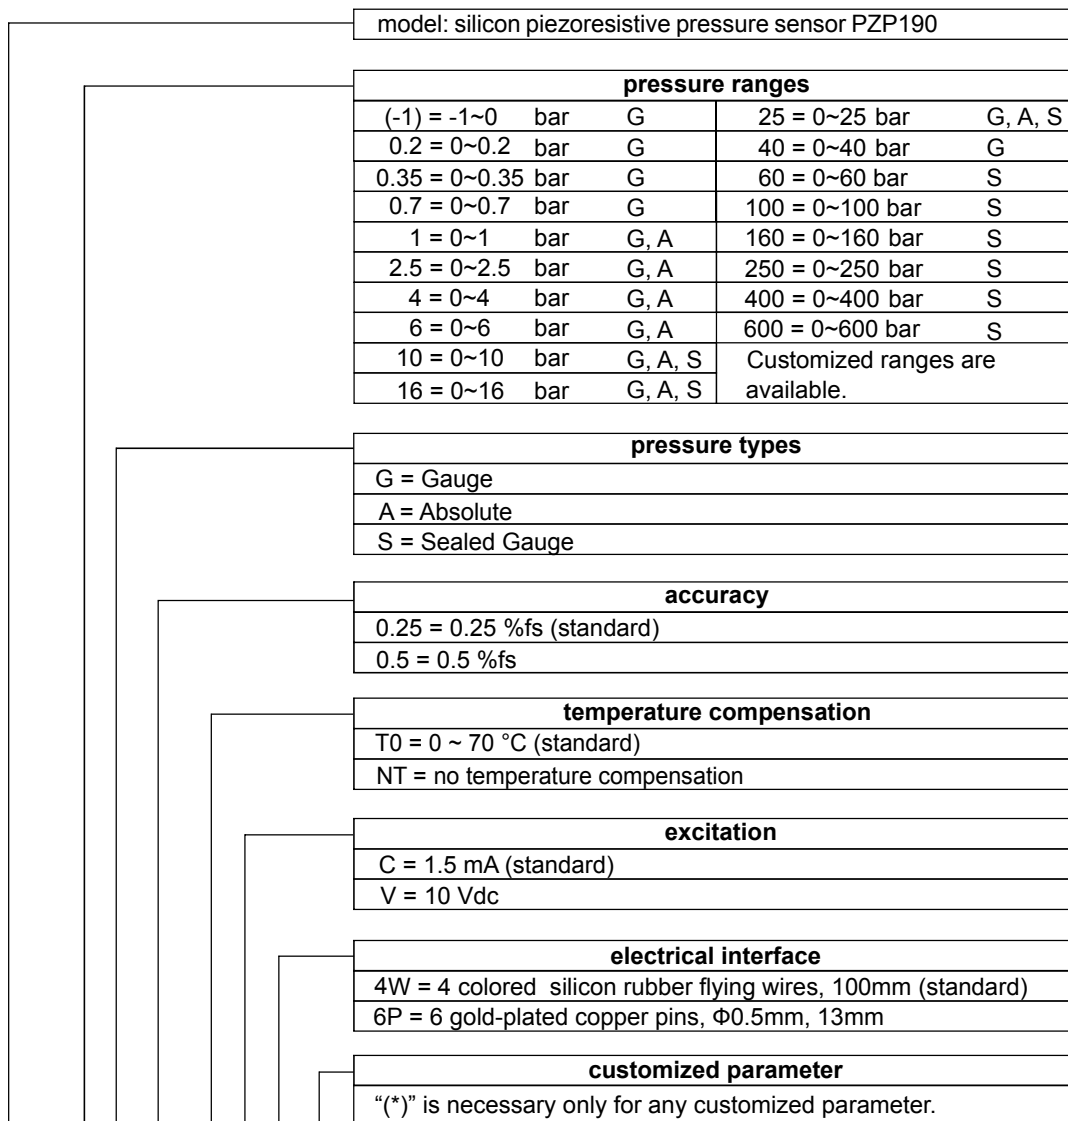 model: silicon piezoresistive pressure sensor PZP190
pressure ranges
(-1) = -1~0 bar G 25 = 0~25 bar G, A, S
0.2 = 0~0.2 bar G 40 = 0~40 bar G
0.35 = 0~0.35 bar G 60 = 0~60 bar S
0.7 = 0~0.7 bar G 100 = 0~100 bar S
1 = 0~1 bar G, A 160 = 0~160 bar S
2.5 = 0~2.5 bar G, A 250 = 0~250 bar S
4 = 0~4 bar G, A 400 = 0~400 bar S
6 = 0~6 bar G, A 600 = 0~600 bar S
10 = 0~10 bar G, A, S Customized ranges are
16 = 0~16 bar G, A, S available.
pressure types
G = Gauge
A = Absolute
S = Sealed Gauge
accuracy
0.25 = 0.25 %fs (standard)
0.5 = 0.5 %fs
temperature compensation
T0 = 0 ~ 70 °C (standard)
NT = no temperature compensation
excitation
C = 1.5 mA (standard)
V = 10 Vdc
electrical interface
4W = 4 colored silicon rubber flying wires, 100mm (standard)
6P = 6 gold-plated copper pins, Φ0.5mm, 13mm
customized parameter
“(*)” is necessary only for any customized parameter.